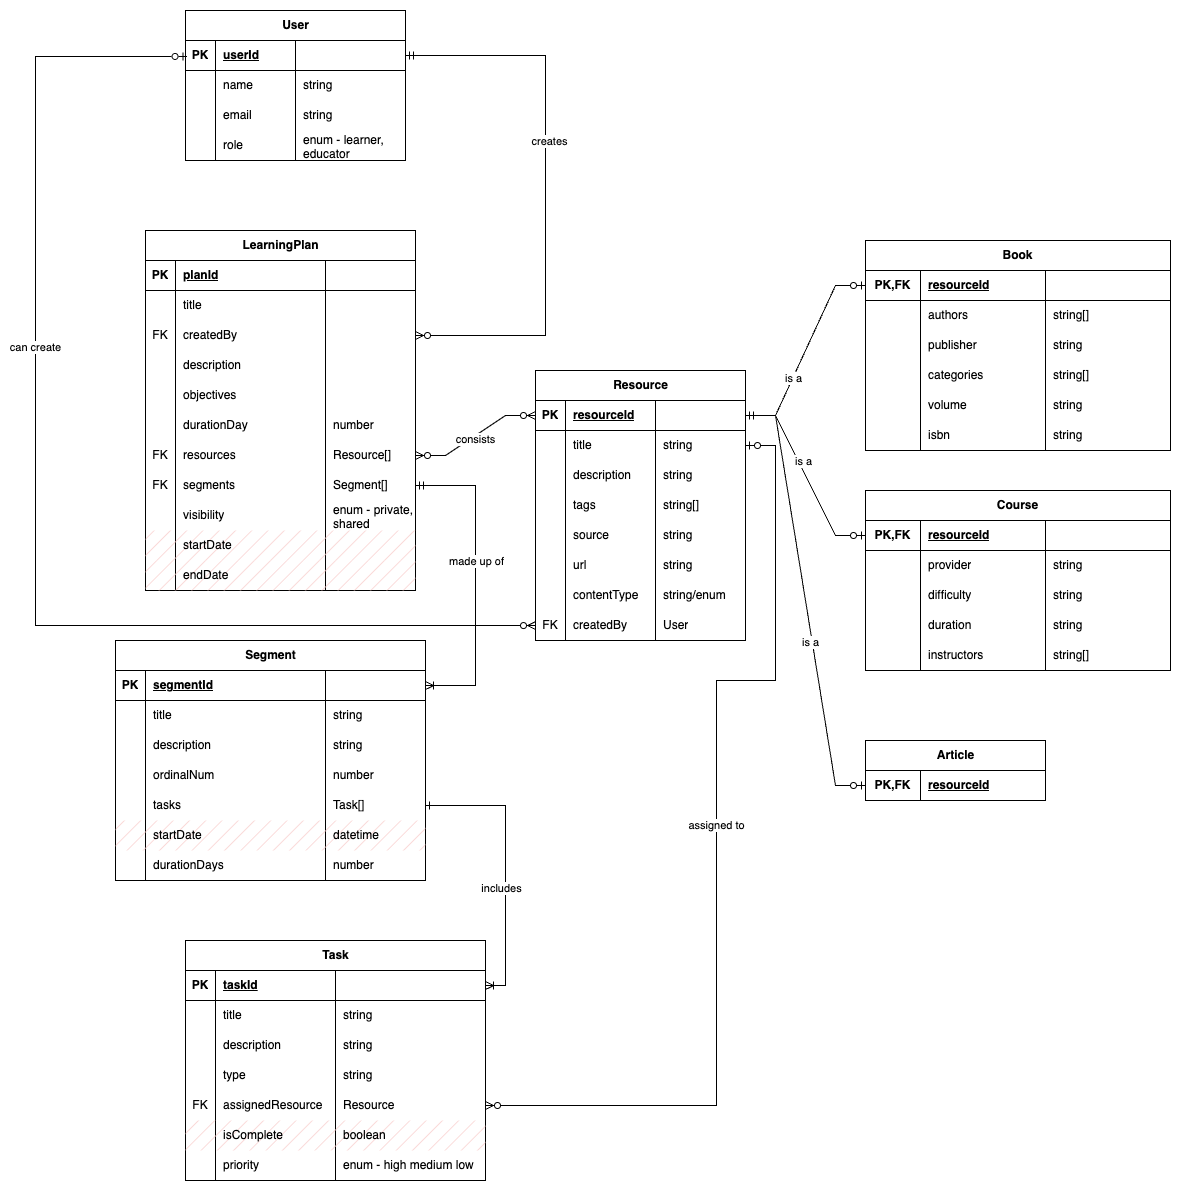 User
PK userId
name string
email string
role enum - learner,
educator
creates
can create
LearningPlan
PK planId
title
FK createdBy
description
objectives
durationDay number
FK resources Resource[]
FK segments Segment[]
visibility enum - private,
shared
startDate
endDate
consists
made up of
Resource
PK resourceId
title string
description string
tags string[]
source string
url string
contentType string/enum
FK createdBy User
is a
is a
is a
Book
PK,FK resourceId
authors string[]
publisher string
categories string[]
volume string
isbn string
Course
PK,FK resourceId
provider string
difficulty string
duration string
instructors string[]
Article
PK,FK resourceId
Segment
PK segmentId
title string
description string
ordinalNum number
tasks Task[]
startDate datetime
durationDays number
includes
assigned to
Task
PK taskId
title string
description string
type string
FK assignedResource Resource
isComplete boolean
priority enum - high medium low